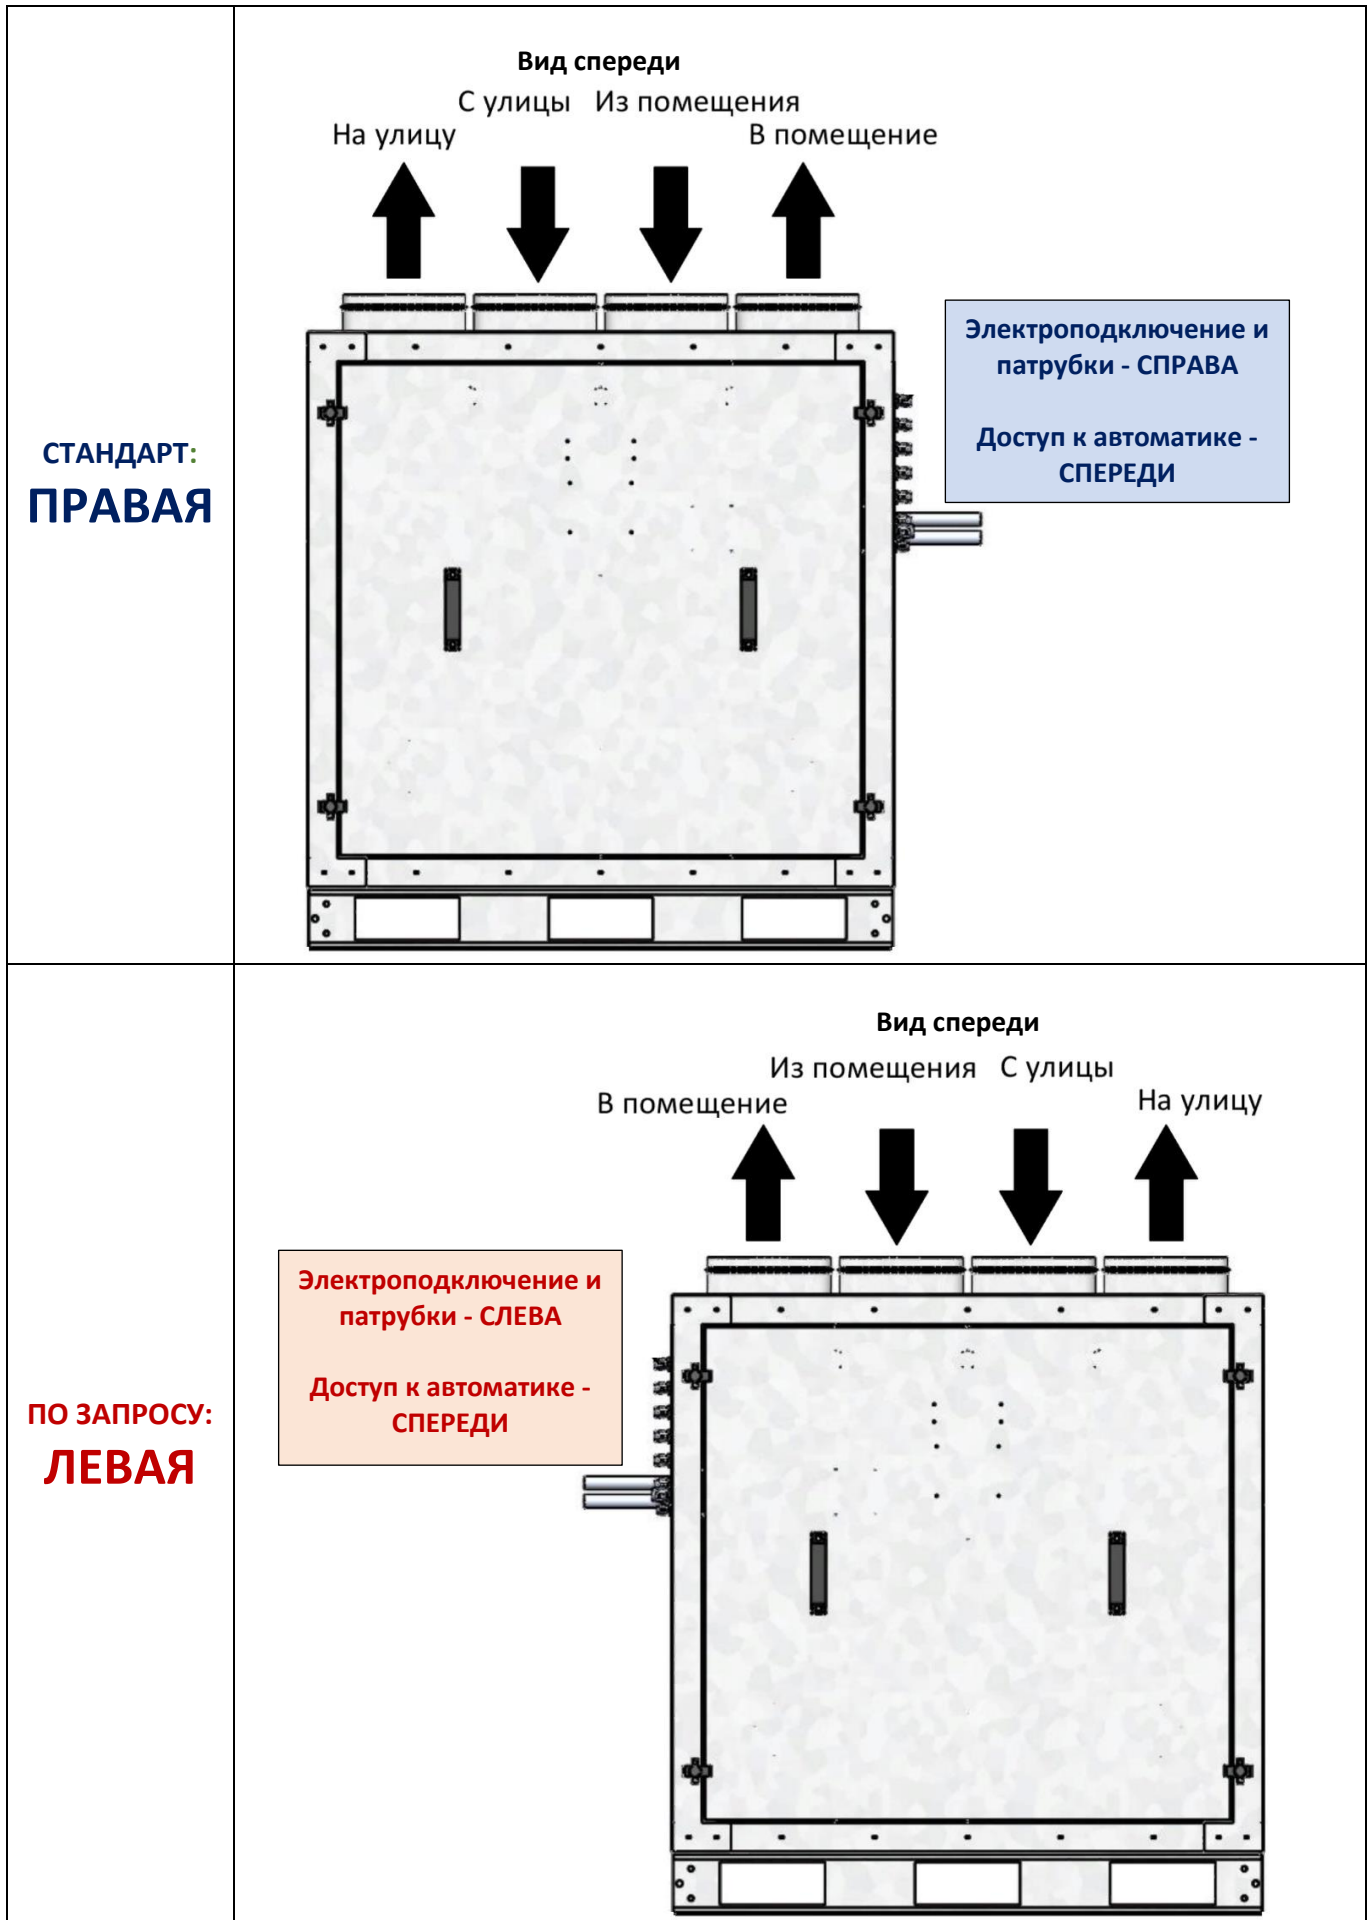 СТАНДАРТ:
ПРАВАЯ
Вид спереди
С улицы Из помещения
На улицу В помещение
Электроподключение и
патрубки - СПРАВА
Доступ к автоматике -
СПЕРЕДИ
ПО ЗАПРОСУ:
ЛЕВАЯ
Вид спереди
Из помещения С улицы
В помещение На улицу
Электроподключение и
патрубки - СЛЕВА
Доступ к автоматике -
СПЕРЕДИ